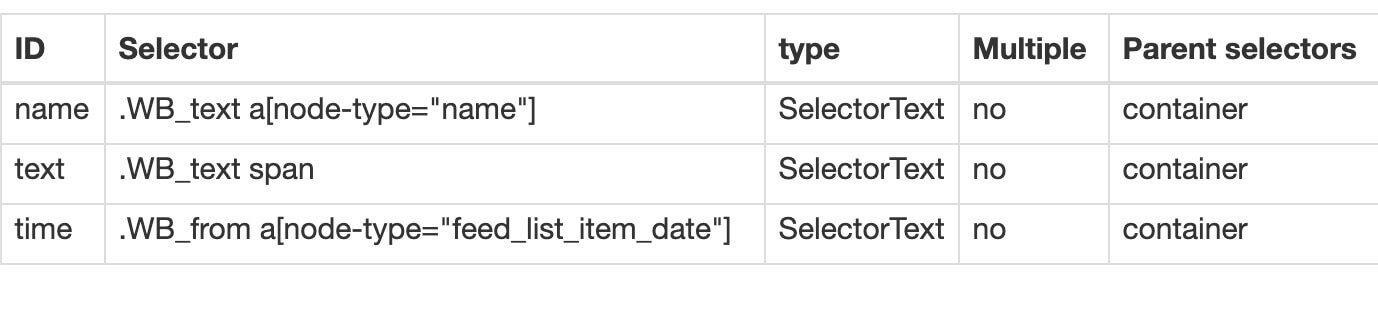 ID Selector type Multiple Parent selectors
name .WB_text a[node-type="name"] SelectorText no container
text .WB_text span SelectorText no container
time .WB_from a[node-type="feed_list_item_date"] SelectorText no container